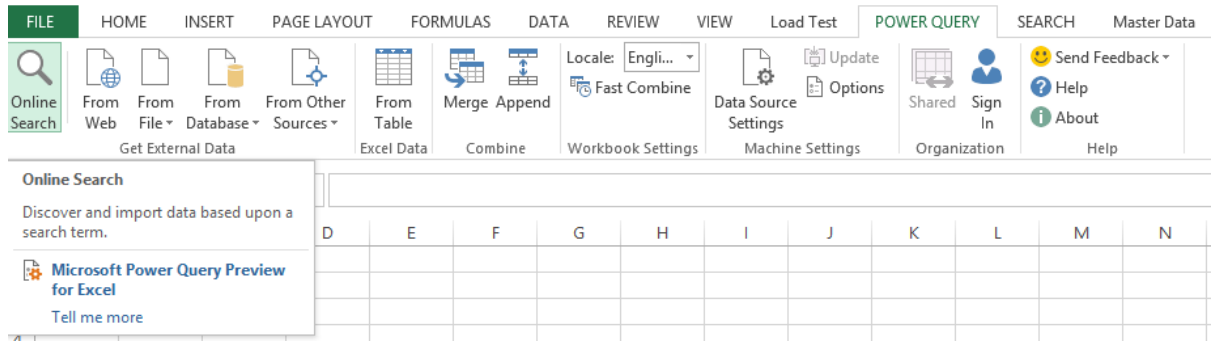 FILE HOME INSERT PAGE LAYOUT FORMULAS DATA REVIEW VIEW Load Test POWER QUERY SEARCH Master Data
Online Search
From Web
From File
From Database
From Other Sources
Get External Data
From Table
Excel Data
Merge
Append
Combine
Locale: Engli...
Fast Combine
Workbook Settings
Data Source Settings
Update
Options
Machine Settings
Shared
Sign In
Organization
Send Feedback
Help
About
Help
Online Search
Discover and import data based upon a
search term.
Microsoft Power Query Preview
for Excel
Tell me more
D E F G H I J K L M N